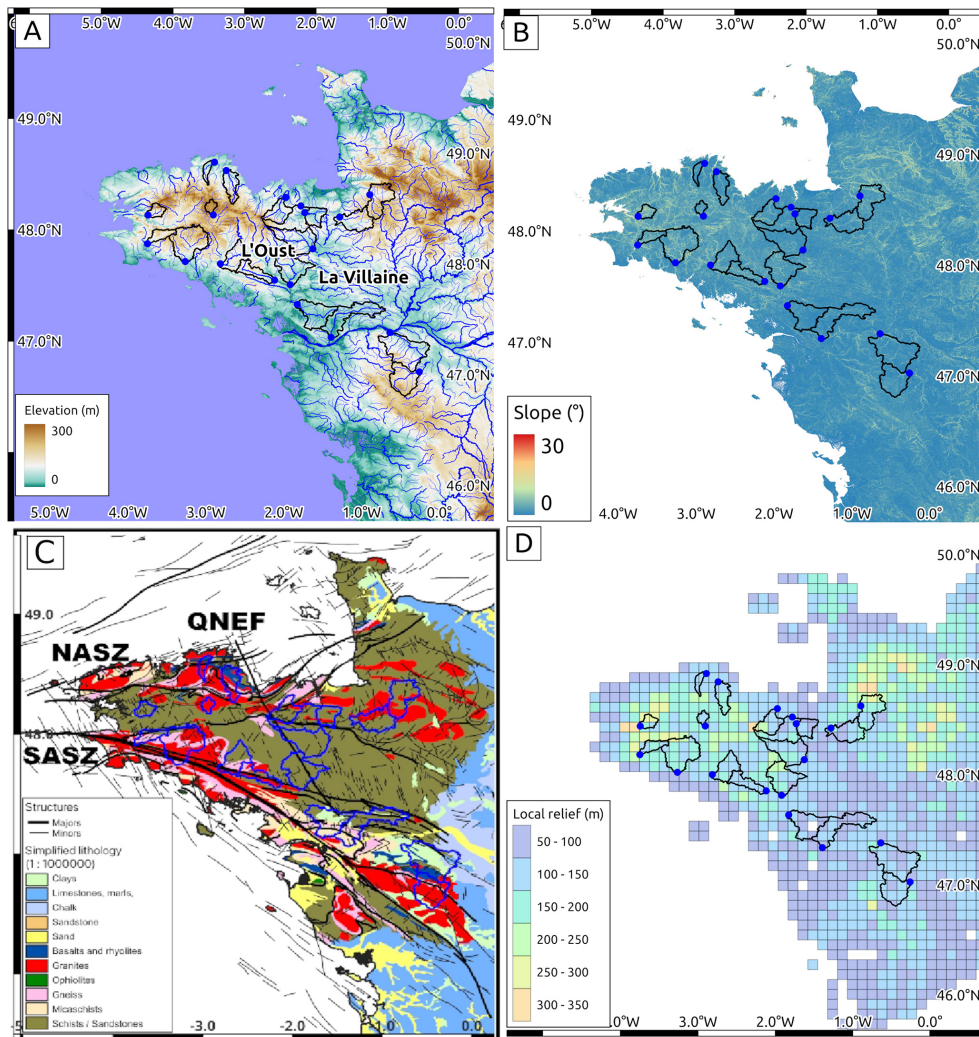 A
6
5.0°W
4.0°W
3.0°W
2.0°W
1.0°W
0.0°
50.0°N
49.0°N
49.0°N
48.0°N
48.0°N
47.0°N
47.0°N
46.0°N
L'Oust
La Villaine
Elevation (m)
300
0
5.0°W
4.0°W
3.0°W
2.0°W
1.0°W
0.0°
B
5.0°W
4.0°W
3.0°W
2.0°W
1.0°W
0.0°
50.0°N
49.0°N
49.0°N
48.0°N
48.0°N
47.0°N
47.0°N
46.0°N
Slope (°)
30
0
5.0°W
4.0°W
3.0°W
2.0°W
1.0°W
0.0°
C
49.0
QNEF
NASZ
48.0
SASZ
Structures
Majors
Minors
Simplified lithology
(1 : 1000000)
Clays
Limestones, marls,
Chalk
Sandstone
Sand
Basalts and rhyolites
Granites
Ophiolites
Gneiss
Micaschists
Schists / Sandstones
-3.0
-2.0
-1.0
0.0
D
50.0°N
49.0°N
48.0°N
47.0°N
46.0°N
Local relief (m)
50 - 100
100 - 150
150 - 200
200 - 250
250 - 300
300 - 350
4.0°W
3.0°W
2.0°W
1.0°W
0.0°